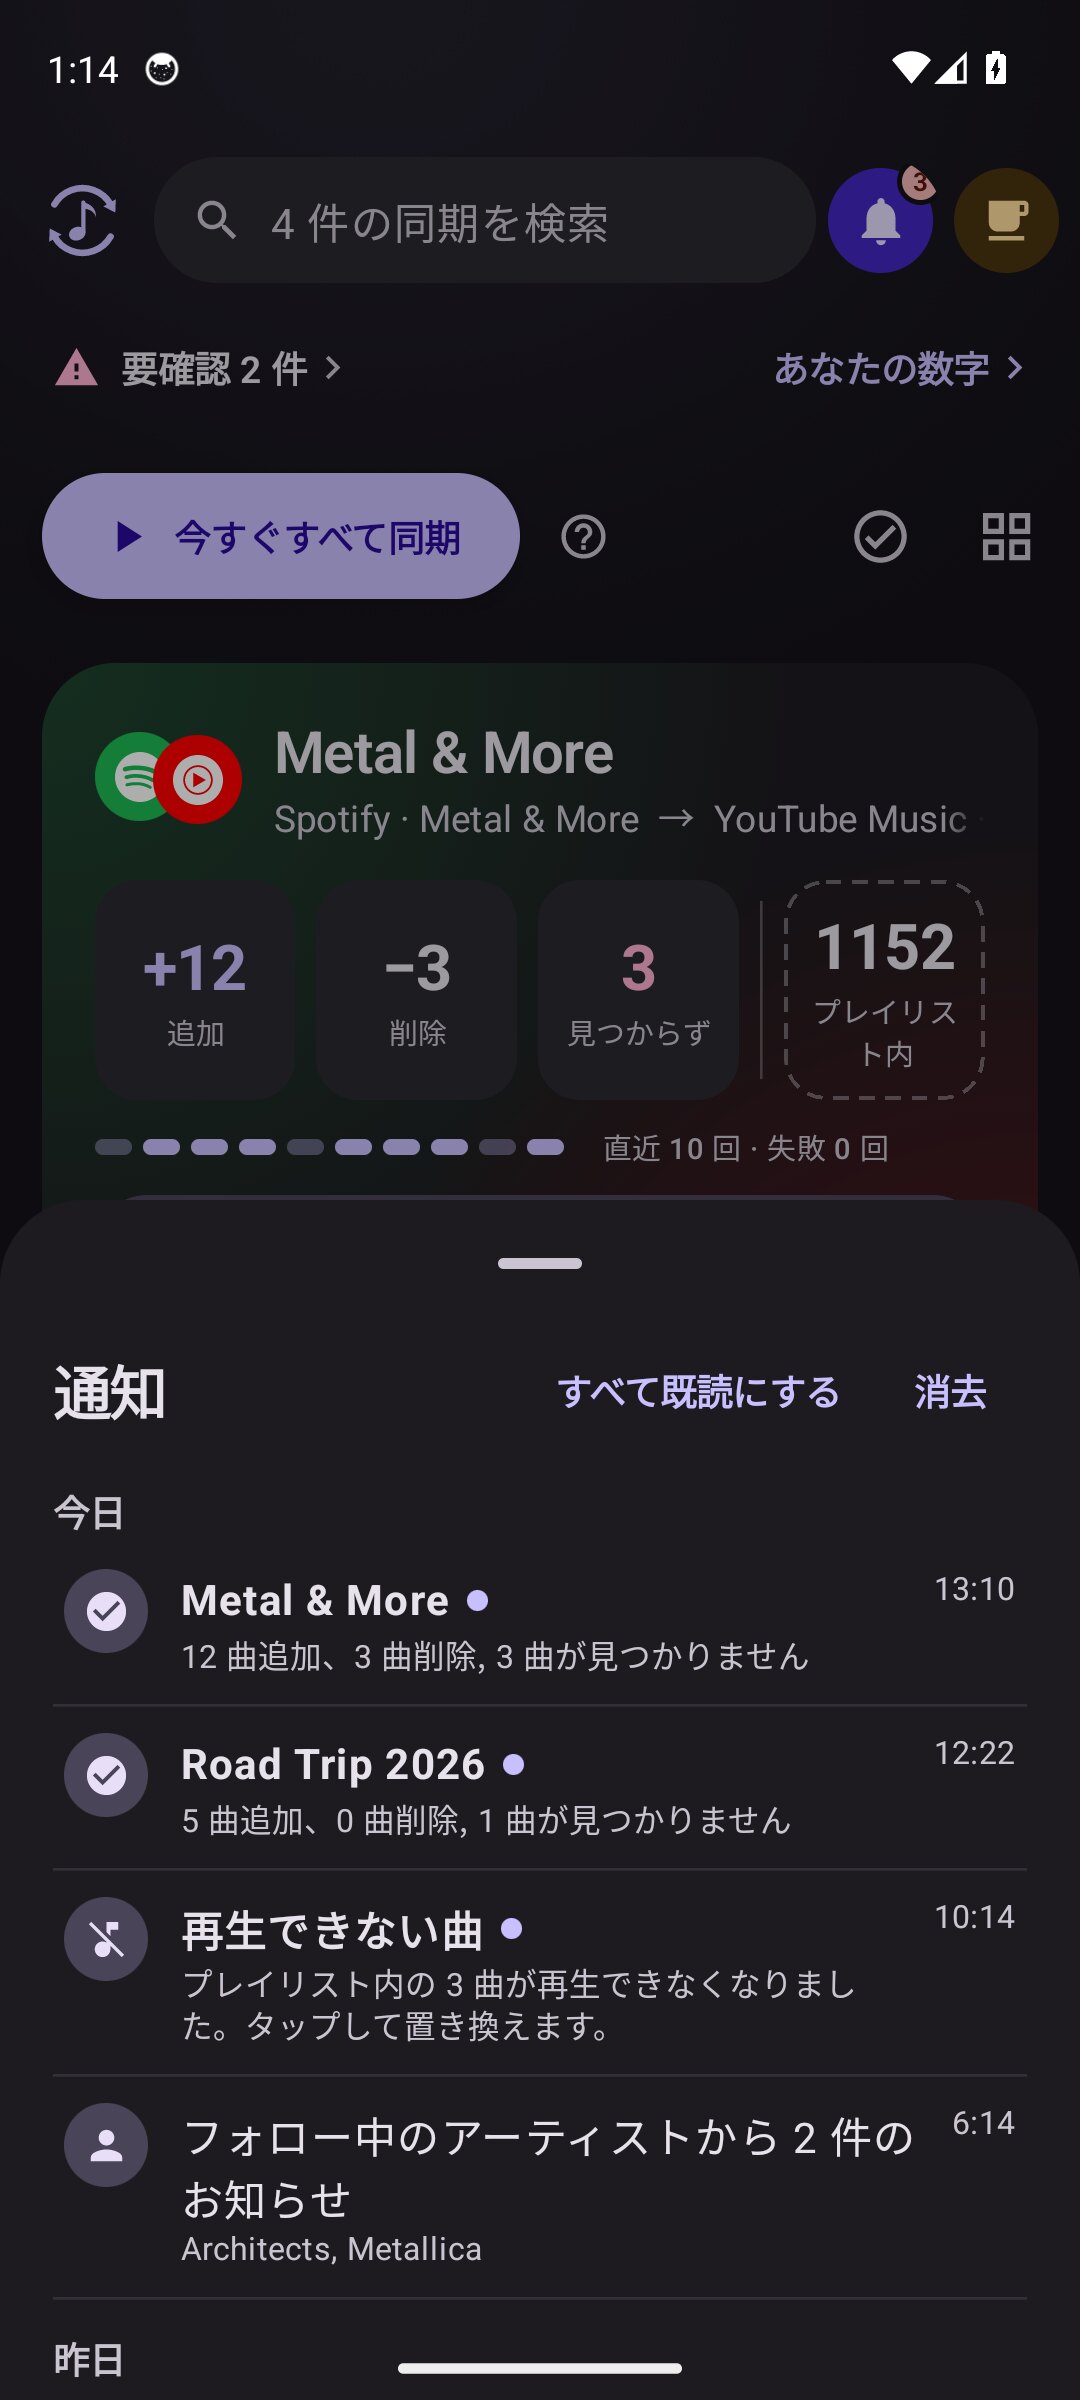 1:14
4 件の同期を検索
3
要確認 2 件
あなたの数字
今すぐすべて同期
Metal & More
Spotify · Metal & More → YouTube Music
+12
追加
−3
削除
3
見つからず
1152
プレイリス
ト内
直近 10 回 · 失敗 0 回
通知
すべて既読にする
消去
今日
Metal & More
13:10
12 曲追加、3 曲削除, 3 曲が見つかりません
Road Trip 2026
12:22
5 曲追加、0 曲削除, 1 曲が見つかりません
再生できない曲
10:14
プレイリスト内の 3 曲が再生できなくなりまし
た。タップして置き換えます。
フォロー中のアーティストから 2 件の
お知らせ
6:14
Architects, Metallica
昨日